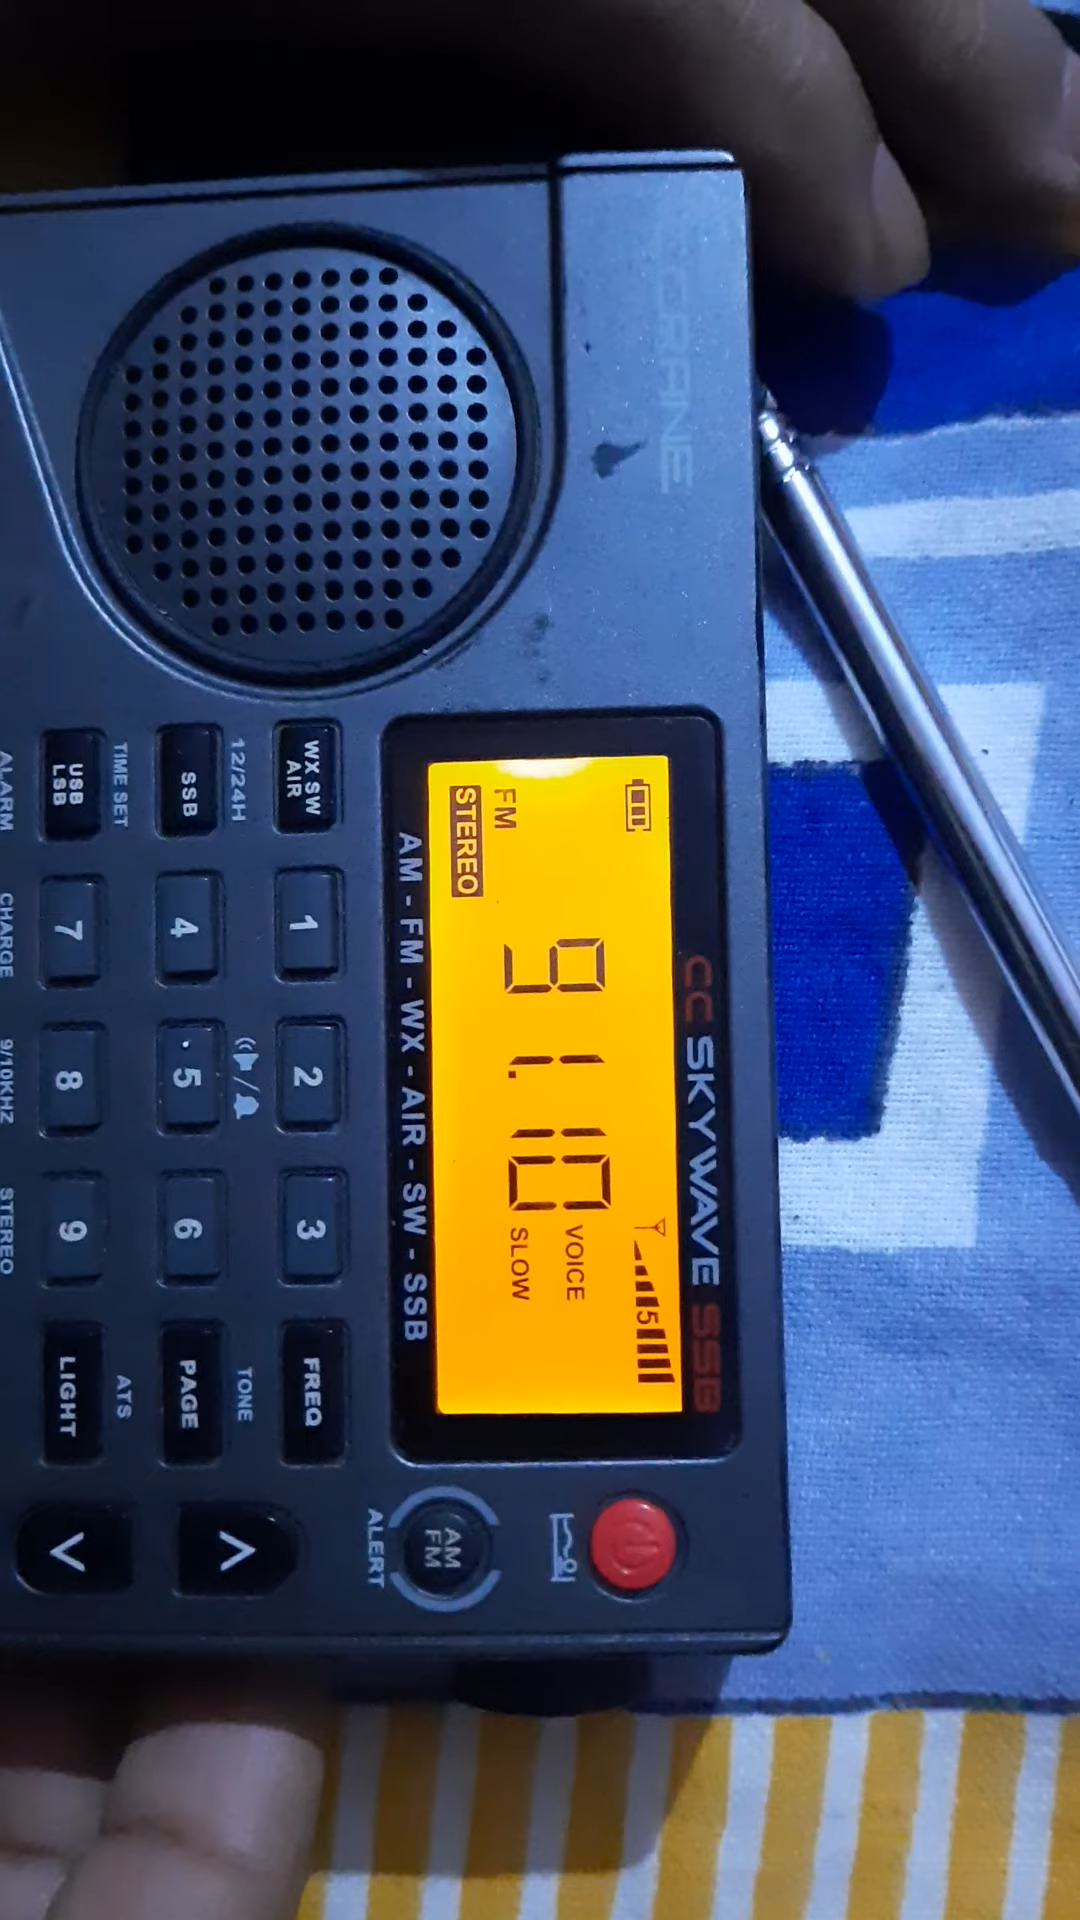 C.CRANE
CC SKYWAVE SSB
5
FM
STEREO
91.10
VOICE
SLOW
AM - FM - WX - AIR - SW - SSB
AM
FM
ALERT
WX SW
AIR
1
2
3
FREQ
12/24H
TONE
SSB
4
5
6
PAGE
TIME SET
ATS
USB
LSB
7
8
9
LIGHT
ALARM
CHARGE
9/10KHZ
STEREO